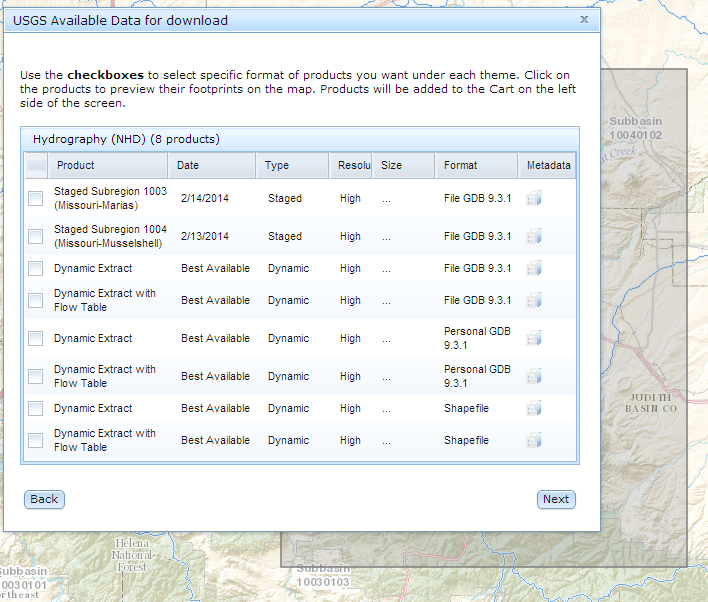 USGS Available Data for download
x
Use the checkboxes to select specific format of products you want under each theme. Click on
the products to preview their footprints on the map. Products will be added to the Cart on the left
side of the screen.
Hydrography (NHD) (8 products)
Product Date Type Resolu Size Format Metadata
Staged Subregion 1003
(Missouri-Marias) 2/14/2014 Staged High ... File GDB 9.3.1
Staged Subregion 1004
(Missouri-Musselshell) 2/13/2014 Staged High ... File GDB 9.3.1
Dynamic Extract Best Available Dynamic High ... File GDB 9.3.1
Dynamic Extract with
Flow Table Best Available Dynamic High ... File GDB 9.3.1
Dynamic Extract Best Available Dynamic High ... Personal GDB
9.3.1
Dynamic Extract with
Flow Table Best Available Dynamic High ... Personal GDB
9.3.1
Dynamic Extract Best Available Dynamic High ... Shapefile
Dynamic Extract with
Flow Table Best Available Dynamic High ... Shapefile
Back Next
Subbasin
10040102
Creek
JUDITH
BASIN CO
Helena
National
Forest
Subbasin
10030103
ubbasin
0030101
rtheast